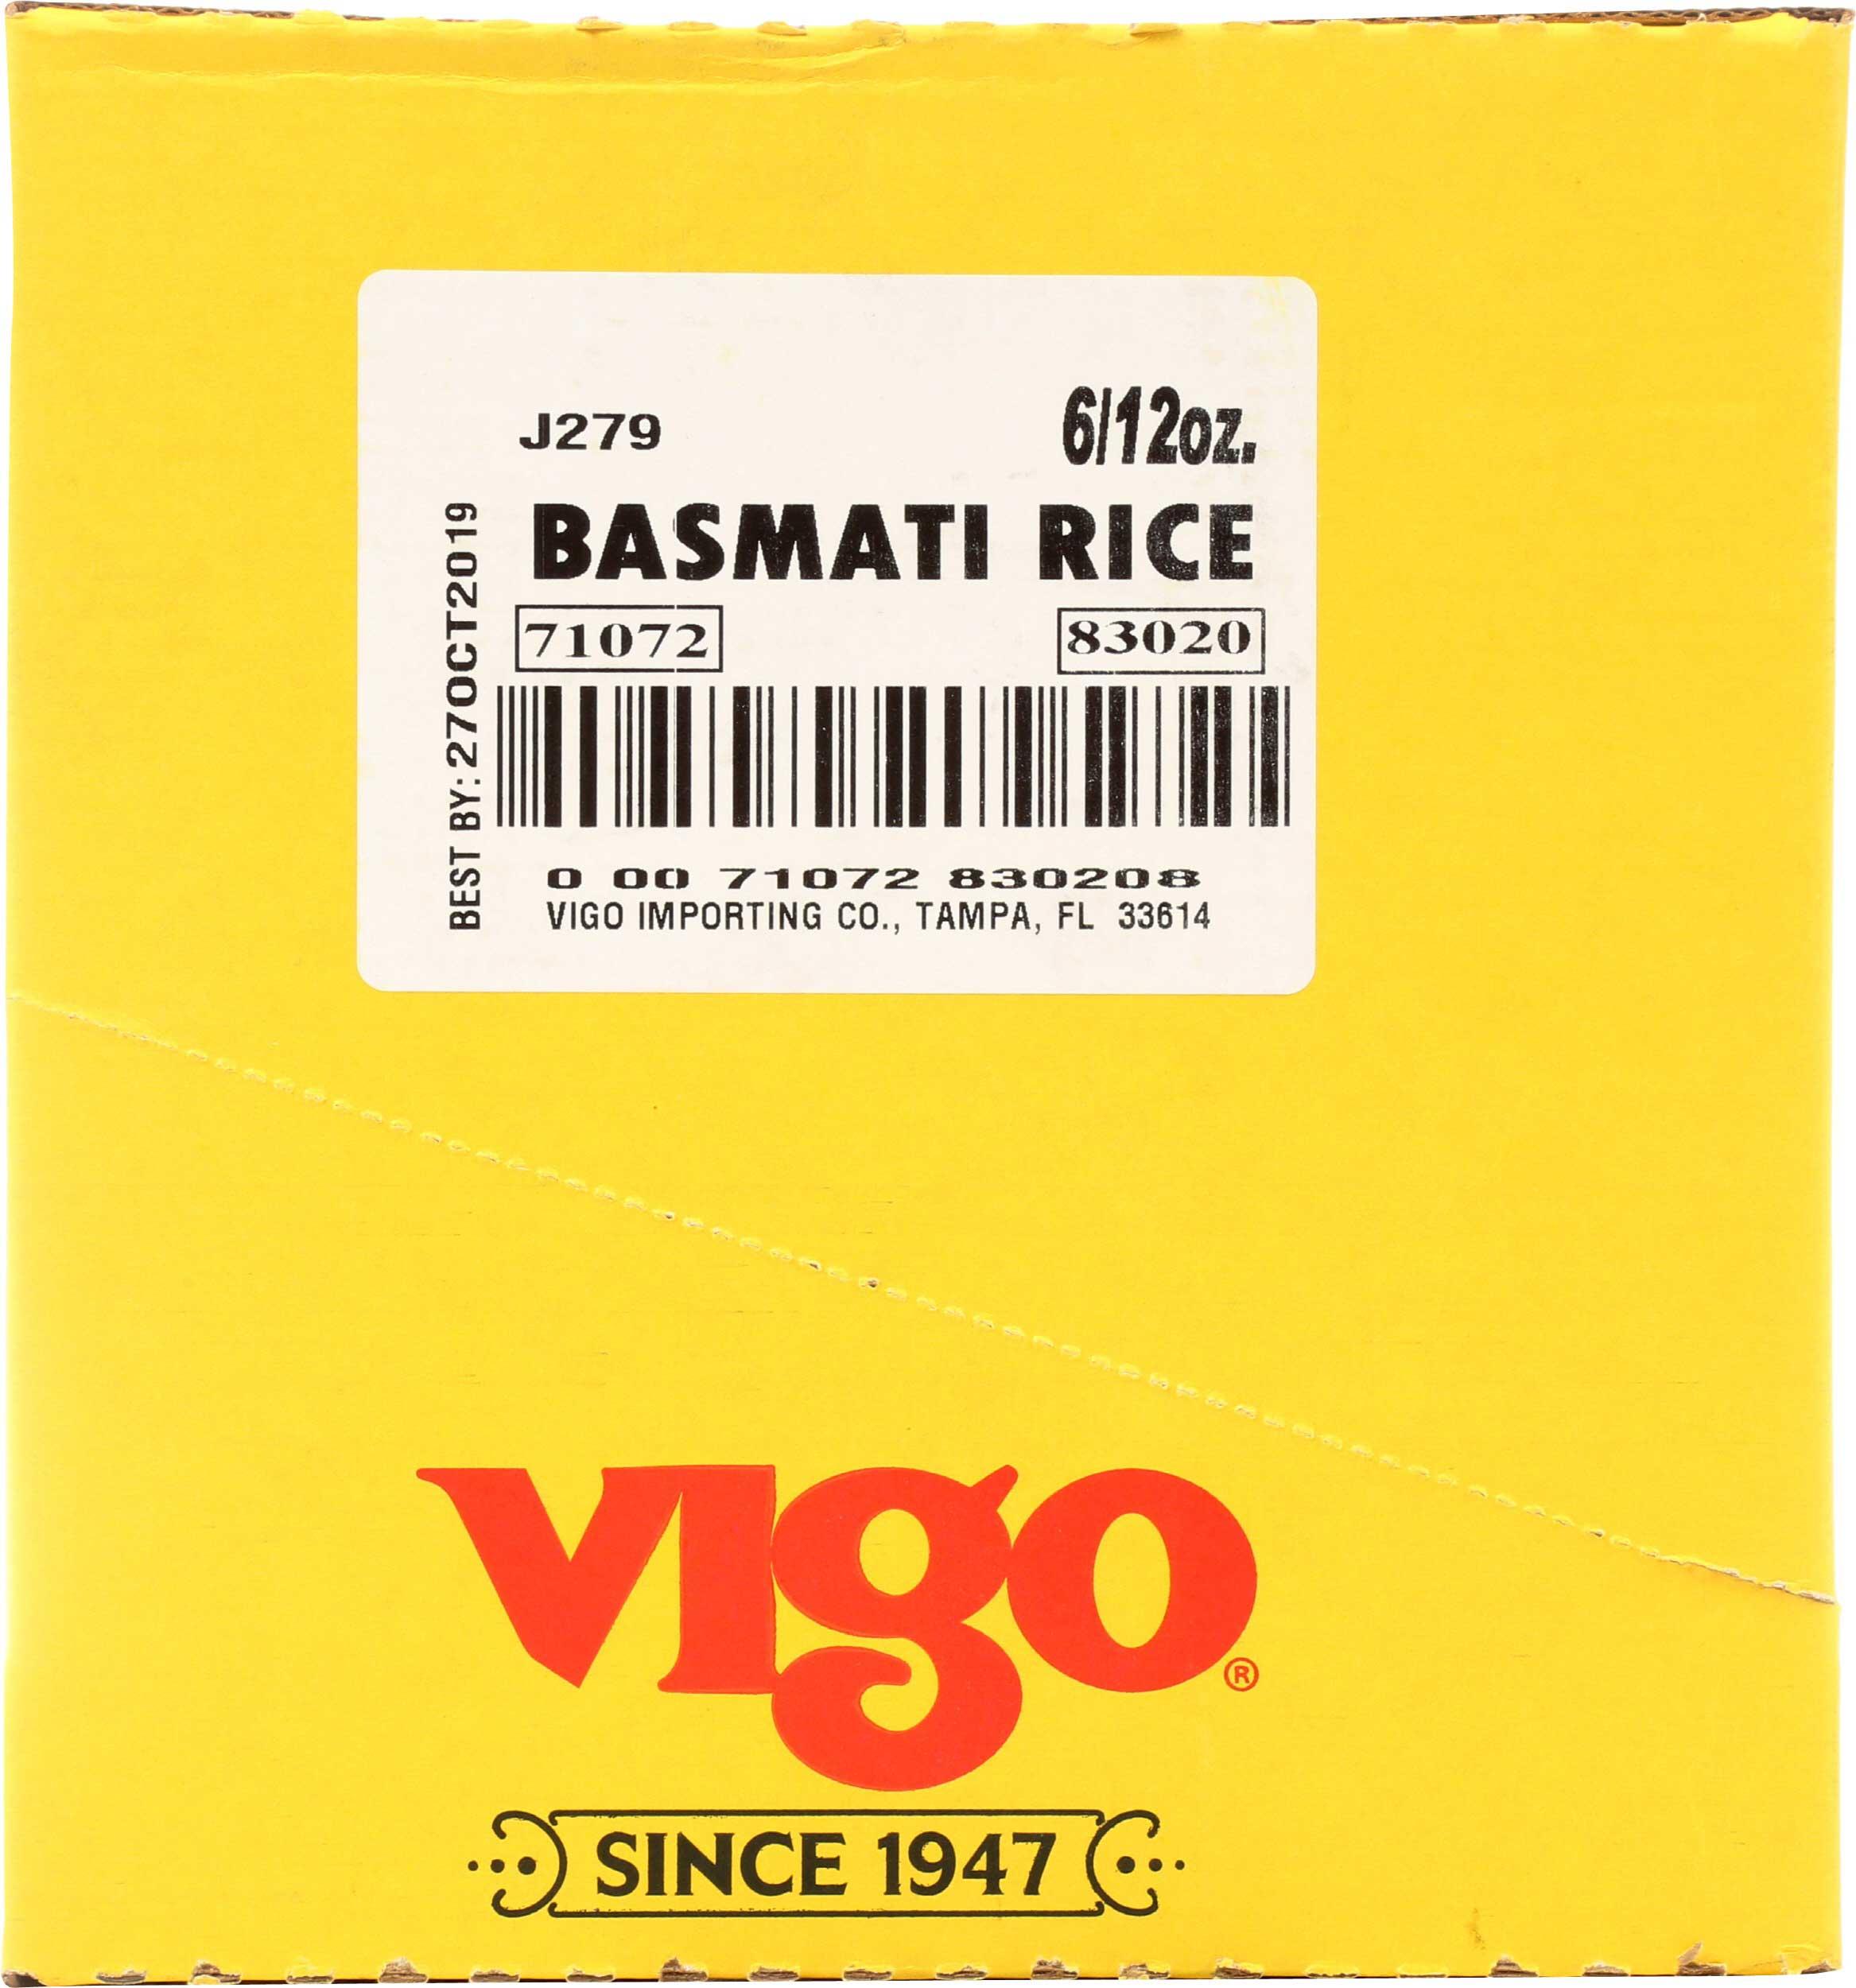 J279
6/12oz.
BASMATI RICE
71072
83020
BEST BY: 27OCT2019
0 00 71072 830208
VIGO IMPORTING CO., TAMPA, FL 33614
VIgo®
SINCE 1947